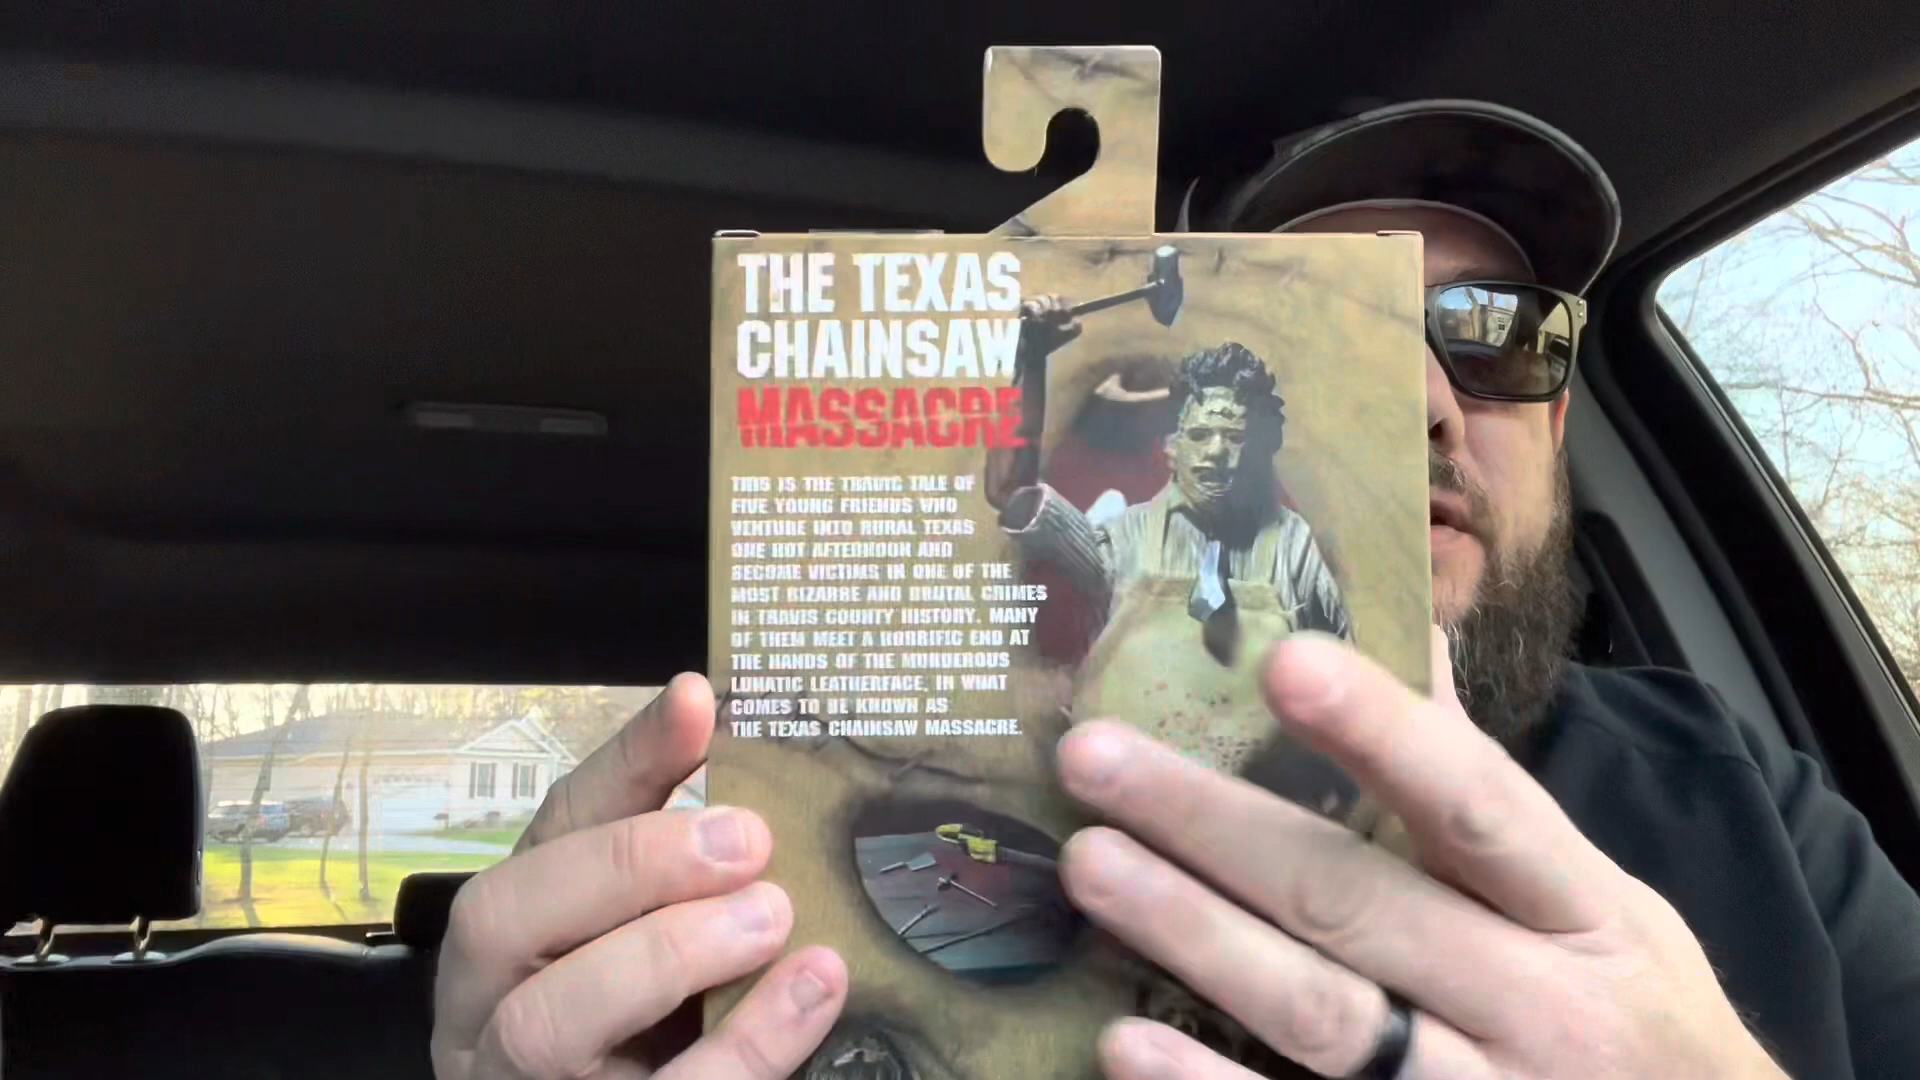 THE TEXAS
CHAINSAW
MASSACRE
THIS IS THE TRAGIC TALE OF
FIVE YOUNG FRIENDS WHO
VENTURE INTO RURAL TEXAS
ONE HOT AFTERNOON AND
BECOME VICTIMS IN ONE OF THE
MOST BIZARRE AND BRUTAL CRIMES
IN TRAVIS COUNTY HISTORY. MANY
OF THEM MEET A HORRIFIC END AT
THE HANDS OF THE MURDEROUS
LUNATIC LEATHERFACE, IN WHAT
COMES TO BE KNOWN AS
THE TEXAS CHAINSAW MASSACRE.